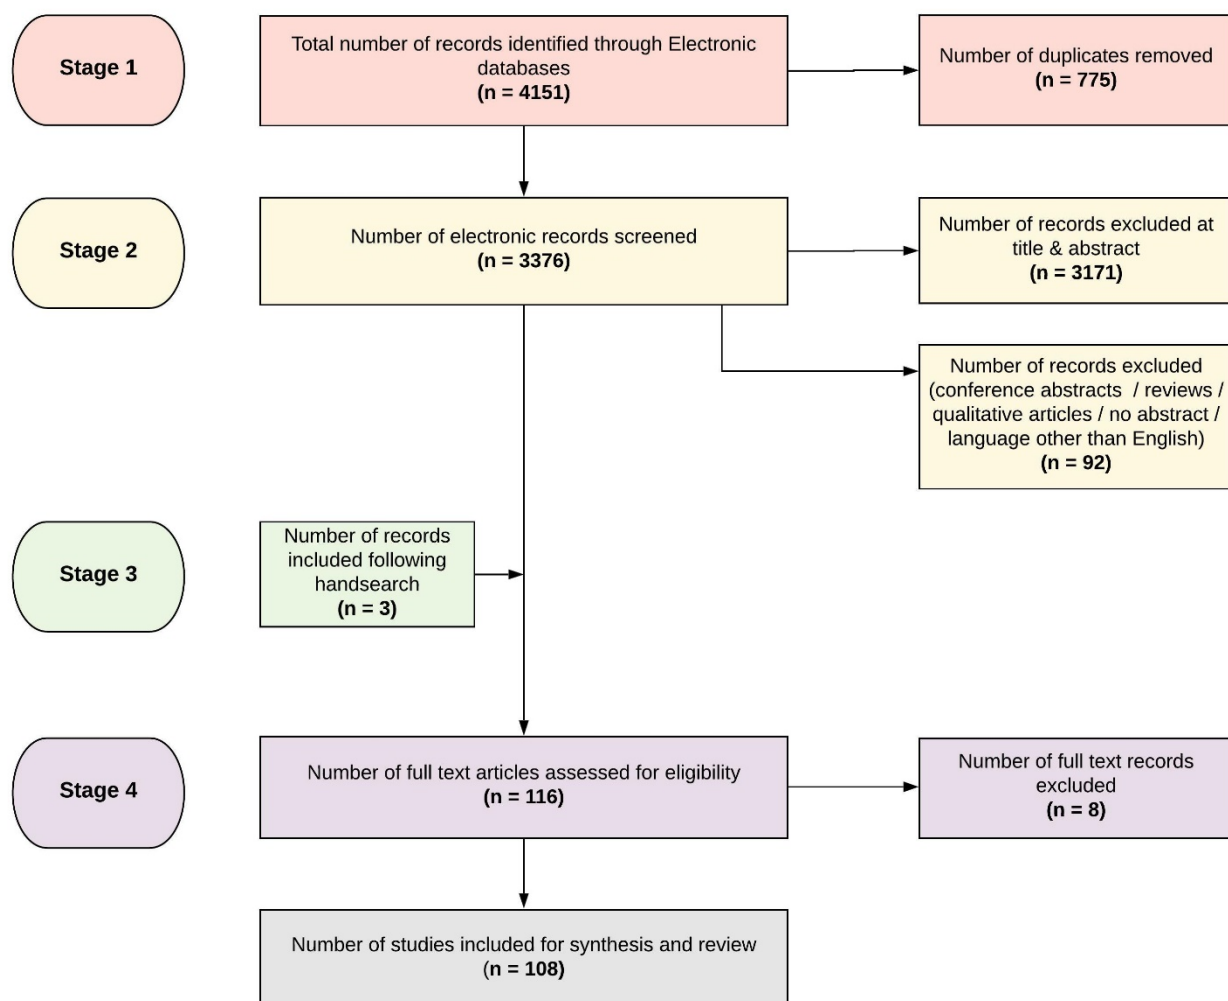 Stage 1
Total number of records identified through Electronic
databases
(n = 4151)
Number of duplicates removed
(n = 775)
Stage 2
Number of electronic records screened
(n = 3376)
Number of records excluded at
title & abstract
(n = 3171)
Number of records excluded
(conference abstracts / reviews /
qualitative articles / no abstract /
language other than English)
(n = 92)
Stage 3
Number of records
included following
handsearch
(n = 3)
Stage 4
Number of full text articles assessed for eligibility
(n = 116)
Number of full text records
excluded
(n = 8)
Number of studies included for synthesis and review
(n = 108)